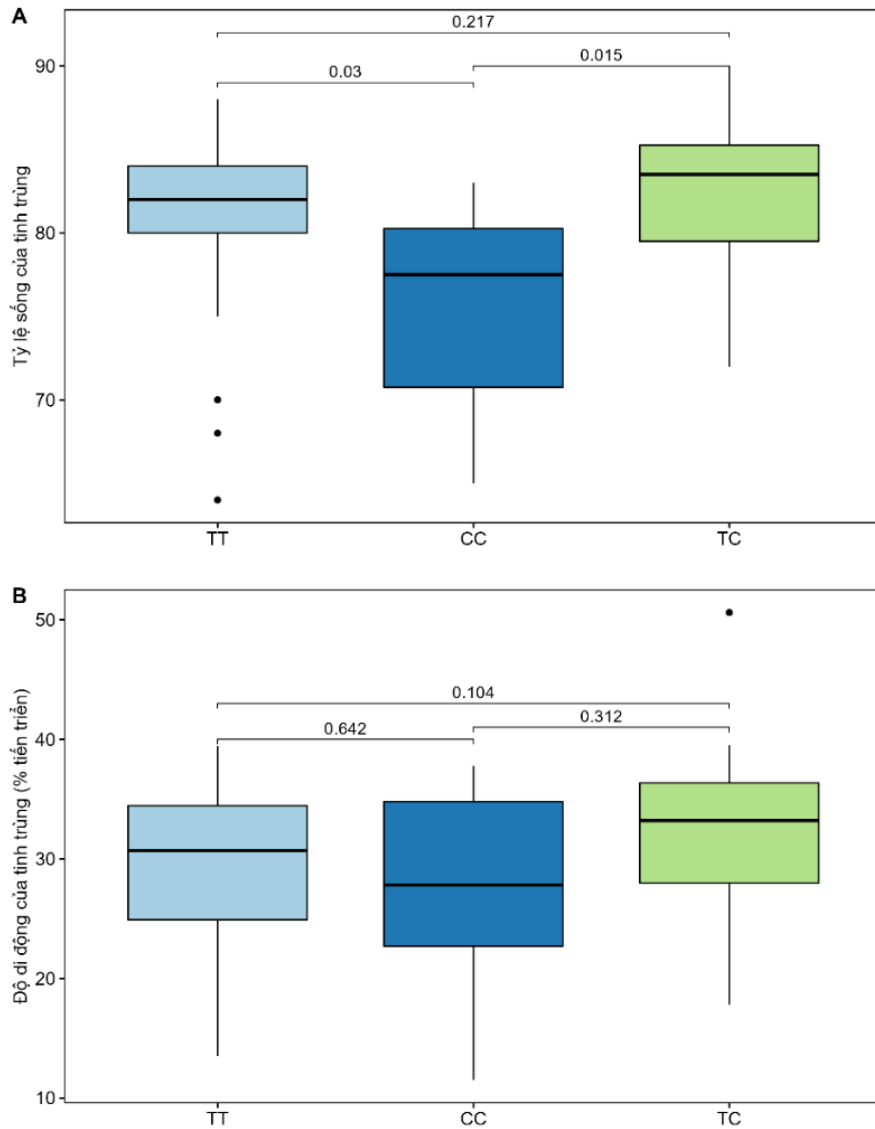 A
0.217
0.03
0.015
90
80
70
Tỷ lệ sống của tinh trùng
TT CC TC
B
50
0.104
0.642
0.312
40
30
20
10
Độ di động của tinh trùng (% tiến triển)
TT CC TC